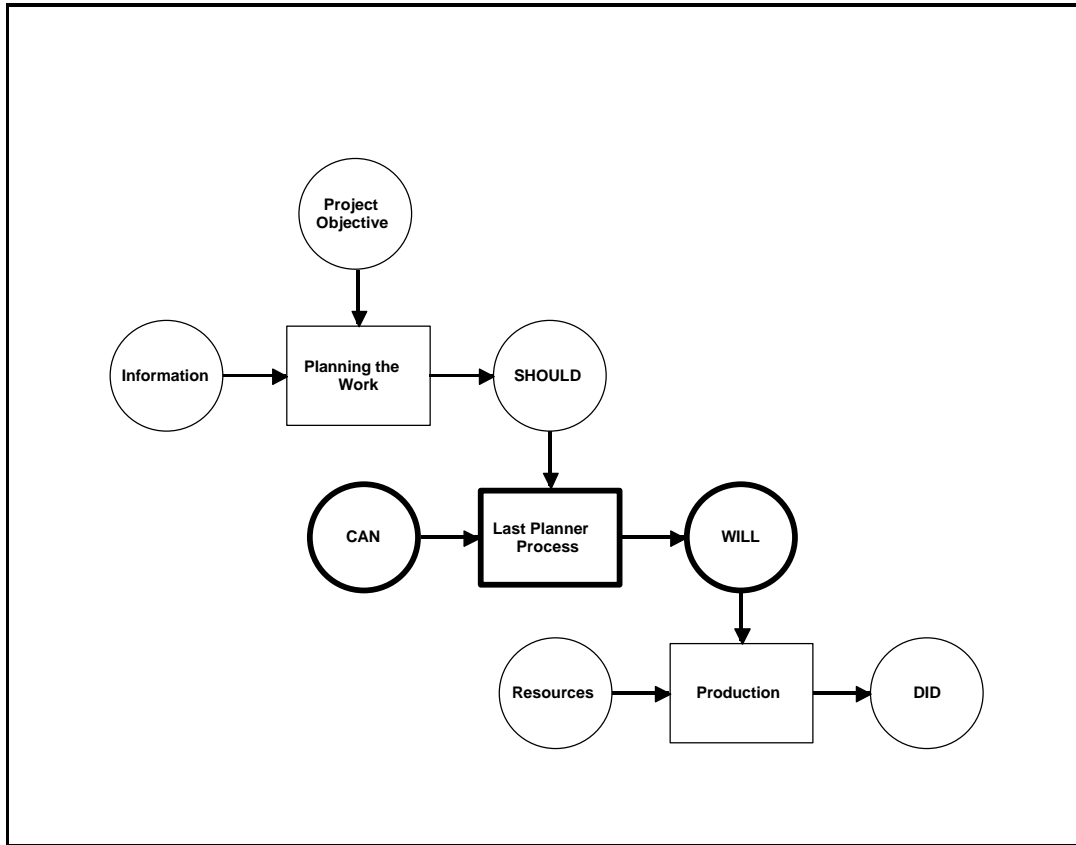 Project
Objective
Information
Planning the
Work
SHOULD
CAN
Last Planner
Process
WILL
Resources
Production
DID